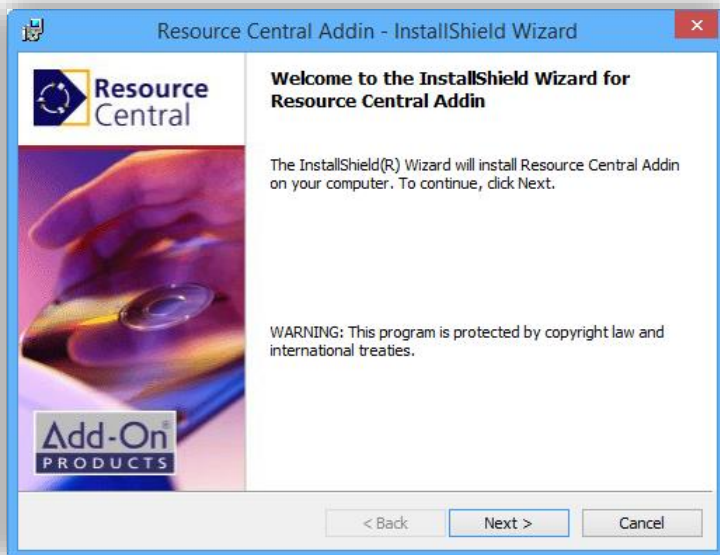 Resource Central Addin - InstallShield Wizard
Resource
Central
Welcome to the InstallShield Wizard for
Resource Central Addin
The InstallShield(R) Wizard will install Resource Central Addin
on your computer. To continue, click Next.
WARNING: This program is protected by copyright law and
international treaties.
Add-On®
PRODUCTS
< Back
Next >
Cancel